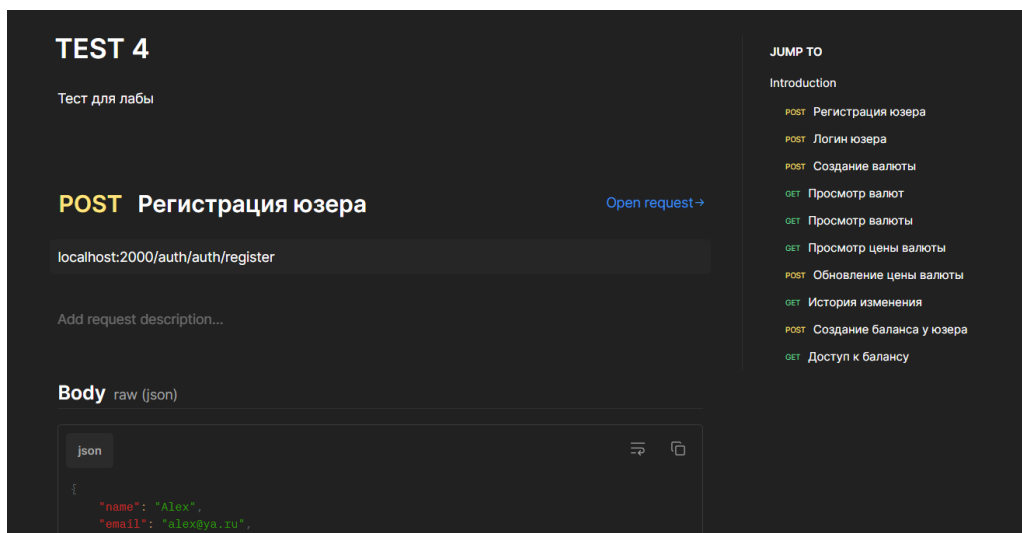 TEST 4
Тест для лабы
POST Регистрация юзера
Open request→
localhost:2000/auth/auth/register
Add request description...
Body raw (json)
json
{
"name": "Alex",
"email": "alex@ya.ru",
JUMP TO
Introduction
POST Регистрация юзера
POST Логин юзера
POST Создание валюты
GET Просмотр валют
GET Просмотр валюты
GET Просмотр цены валюты
POST Обновление цены валюты
GET История изменения
POST Создание баланса у юзера
GET Доступ к балансу